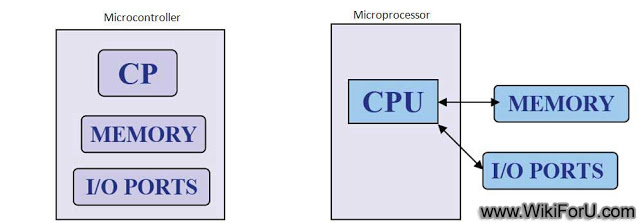 Microcontroller
CP
MEMORY
I/O PORTS
Microprocessor
CPU
MEMORY
I/O PORTS
www.WikiForU.com